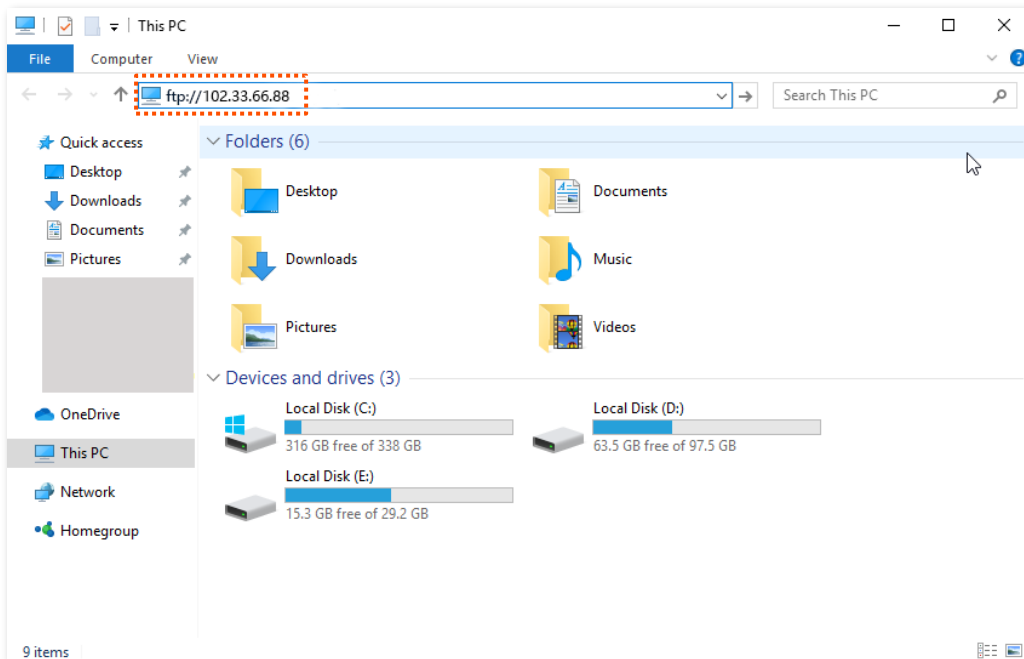 This PC
File Computer View
ftp://102.33.66.88 Search This PC
Quick access
Desktop
Downloads
Documents
Pictures
OneDrive
This PC
Network
Homegroup
Folders (6)
Desktop Documents
Downloads Music
Pictures Videos
Devices and drives (3)
Local Disk (C:) Local Disk (D:)
316 GB free of 338 GB 63.5 GB free of 97.5 GB
Local Disk (E:)
15.3 GB free of 29.2 GB
9 items